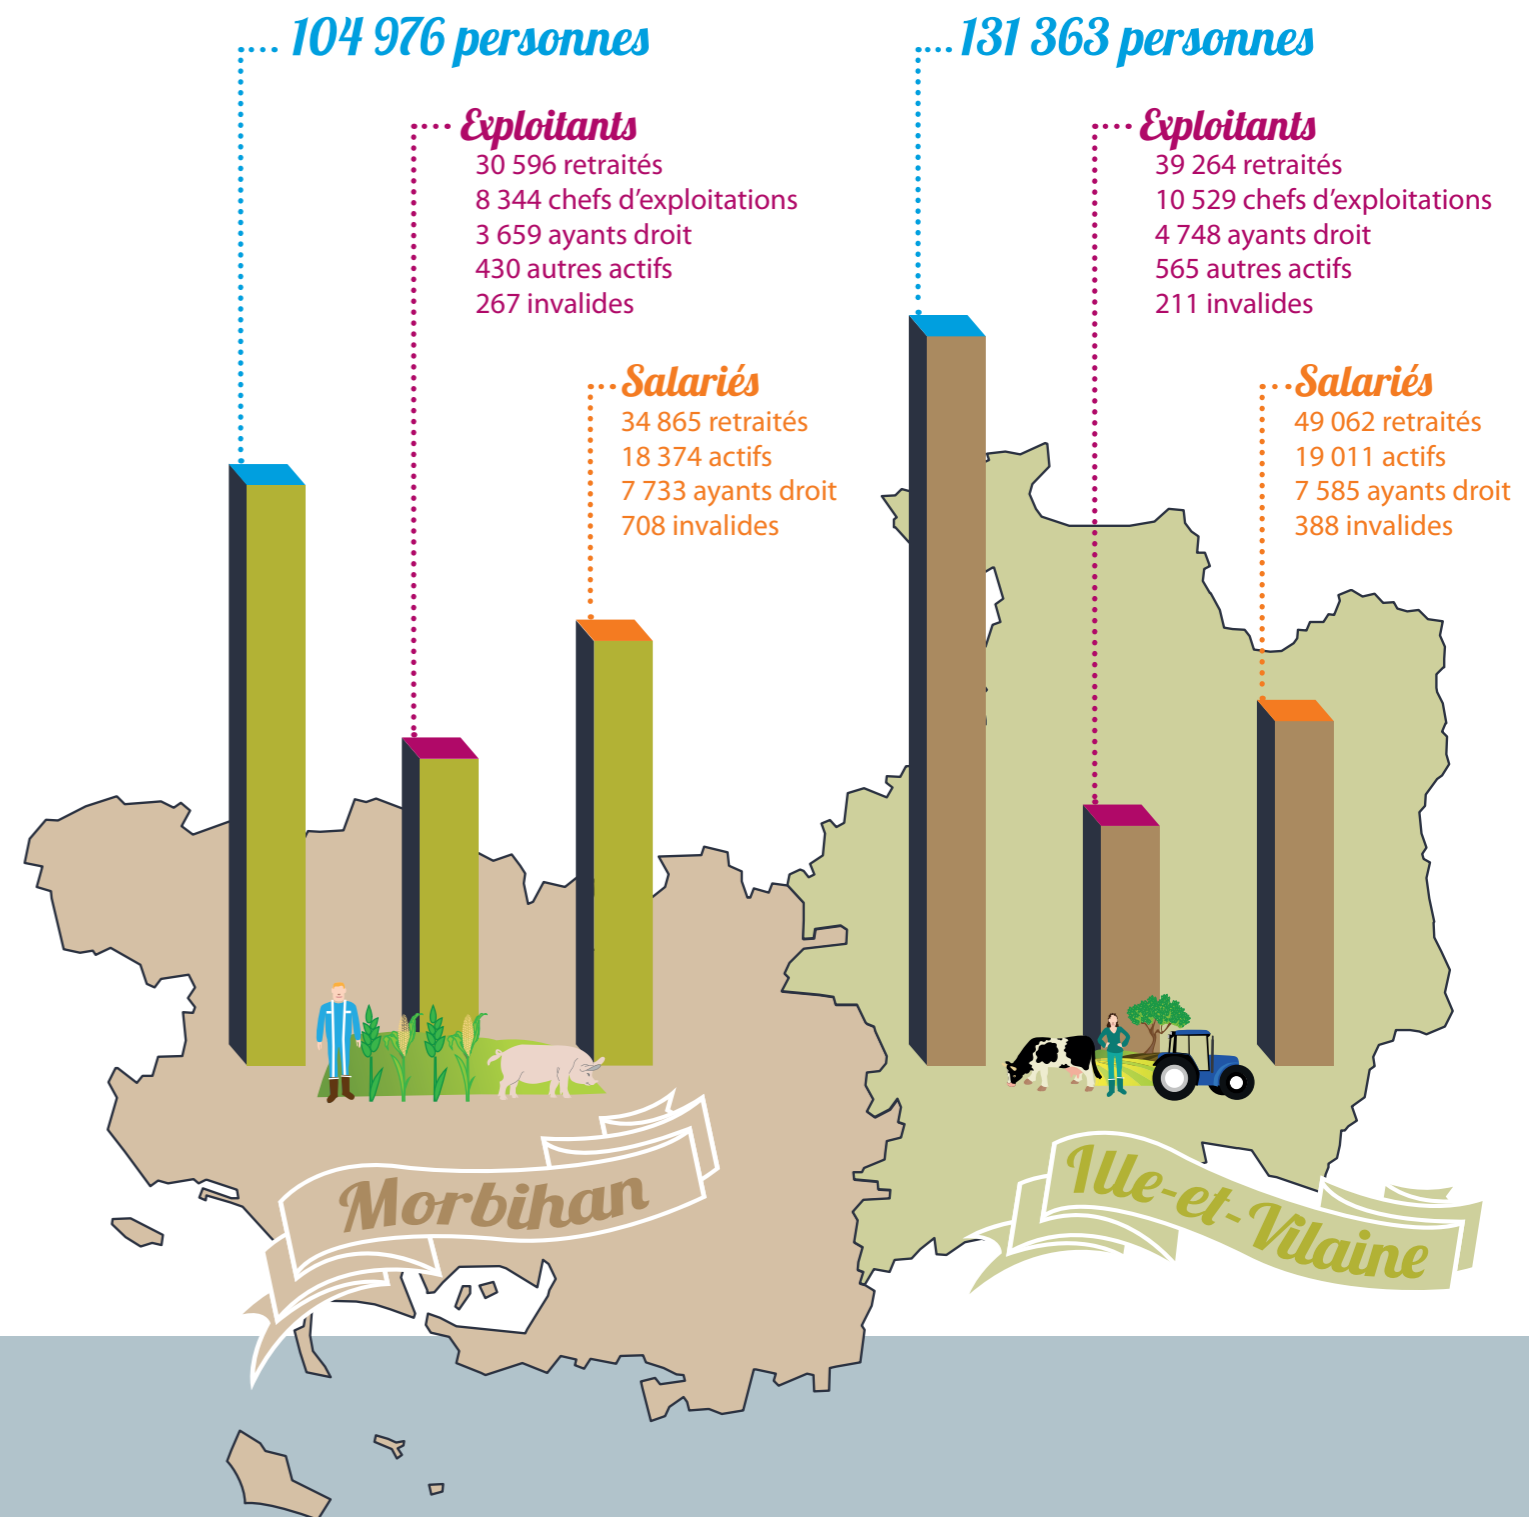 104 976 personnes
Exploitants
30 596 retraités
8 344 chefs d'exploitations
3 659 ayants droit
430 autres actifs
267 invalides
Salariés
34 865 retraités
18 374 actifs
7 733 ayants droit
708 invalides
Morbihan
131 363 personnes
Exploitants
39 264 retraités
10 529 chefs d'exploitations
4 748 ayants droit
565 autres actifs
211 invalides
Salariés
49 062 retraités
19 011 actifs
7 585 ayants droit
388 invalides
Ille-et-Vilaine